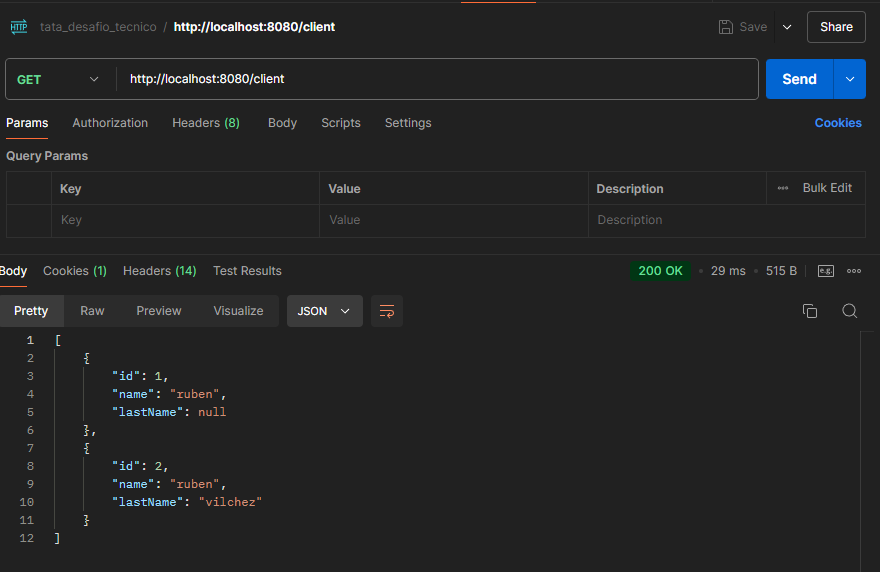 HTTP tata_desafio_tecnico / http://localhost:8080/client Save Share
GET http://localhost:8080/client Send
Params Authorization Headers (8) Body Scripts Settings Cookies
Query Params
Key Value Description ••• Bulk Edit
Key Value Description
Body Cookies (1) Headers (14) Test Results 200 OK • 29 ms • 515 B e.g. •••
Pretty Raw Preview Visualize JSON
1 [
2 {
3 "id": 1,
4 "name": "ruben",
5 "lastName": null
6 },
7 {
8 "id": 2,
9 "name": "ruben",
10 "lastName": "vilchez"
11 }
12 ]